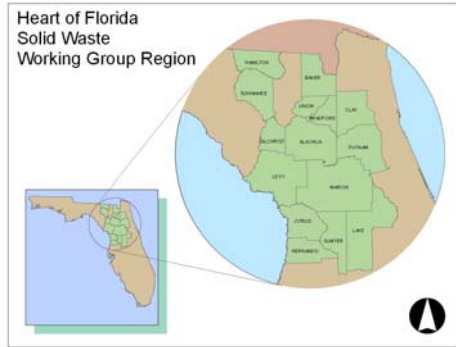 Heart of Florida
Solid Waste
Working Group Region
HAMILTON
BAKER
SUWANNEE
UNION
BRADFORD
CLAY
GILCHRIST
ALACHUA
PUTNAM
LEVY
MARION
CITRUS
SUMTER
LAKE
HERNANDO